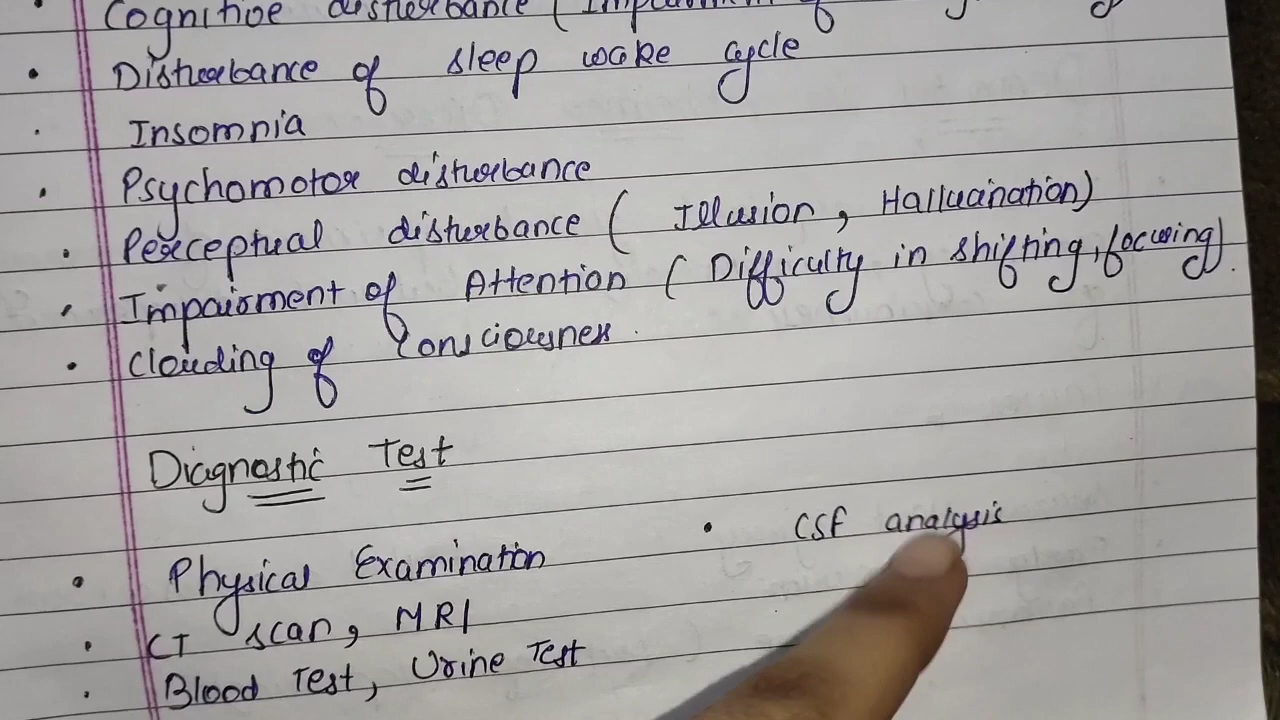 Cognitive disturbance (
• Disturbance of sleep wake cycle
• Insomnia
• Psychomotor disturbance
• Perceptual disturbance ( Illusion, Hallucination)
• Impairment of Attention ( Difficulty in shifting, focusing).
• Clouding of Consciousness.
Diagnostic Test
• Physical Examination
• CSF analysis
• CT scan, MRI
• Blood Test, Urine Test